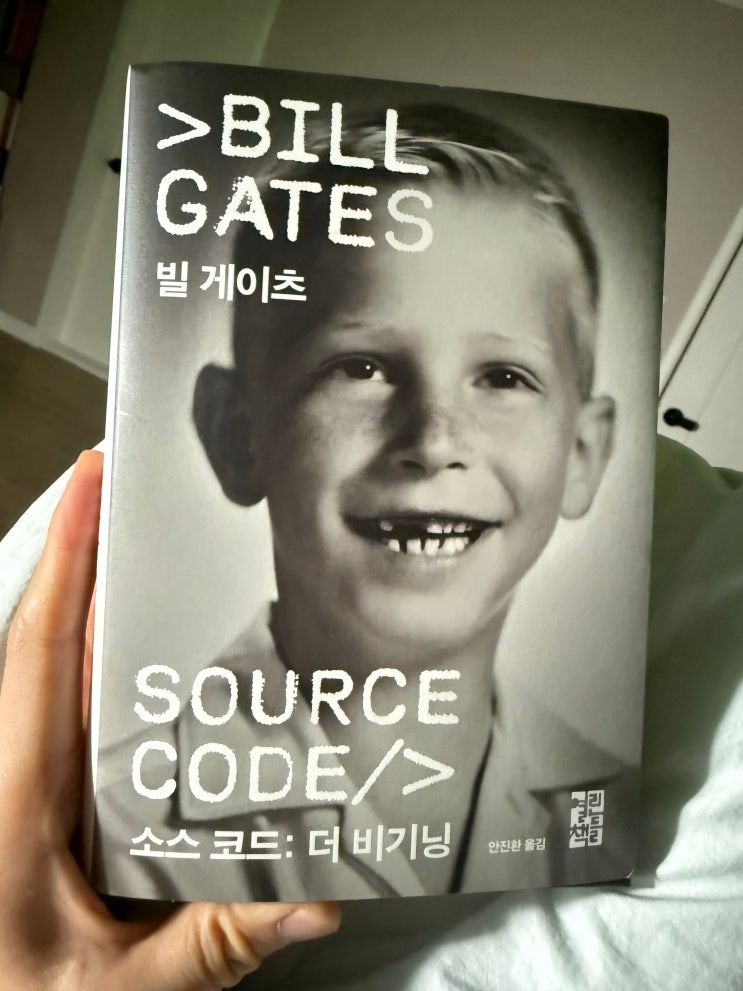 >BILL
GATES
빌 게이츠
SOURCE
CODE/>
소스 코드: 더 비기닝
안진환 옮김
열린
책들